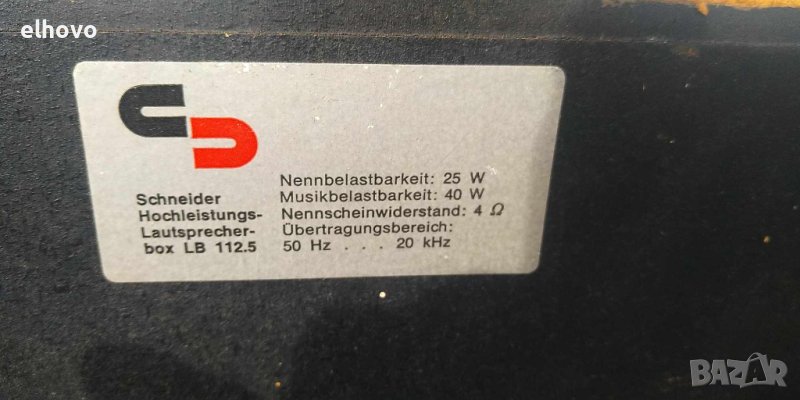 elhovo
Schneider
Hochleistungs-
Lautsprecher-
box LB 112.5
Nennbelastbarkeit: 25 W
Musikbelastbarkeit: 40 W
Nennscheinwiderstand: 4 Ω
Übertragungsbereich:
50 Hz . . . 20 kHz
BAZAR